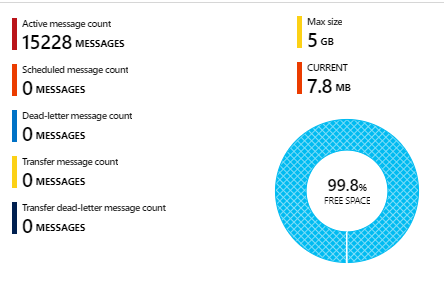 Active message count
15228 MESSAGES
Scheduled message count
0 MESSAGES
Dead-letter message count
0 MESSAGES
Transfer message count
0 MESSAGES
Transfer dead-letter message count
0 MESSAGES
Max size
5 GB
CURRENT
7.8 MB
99.8%
FREE SPACE